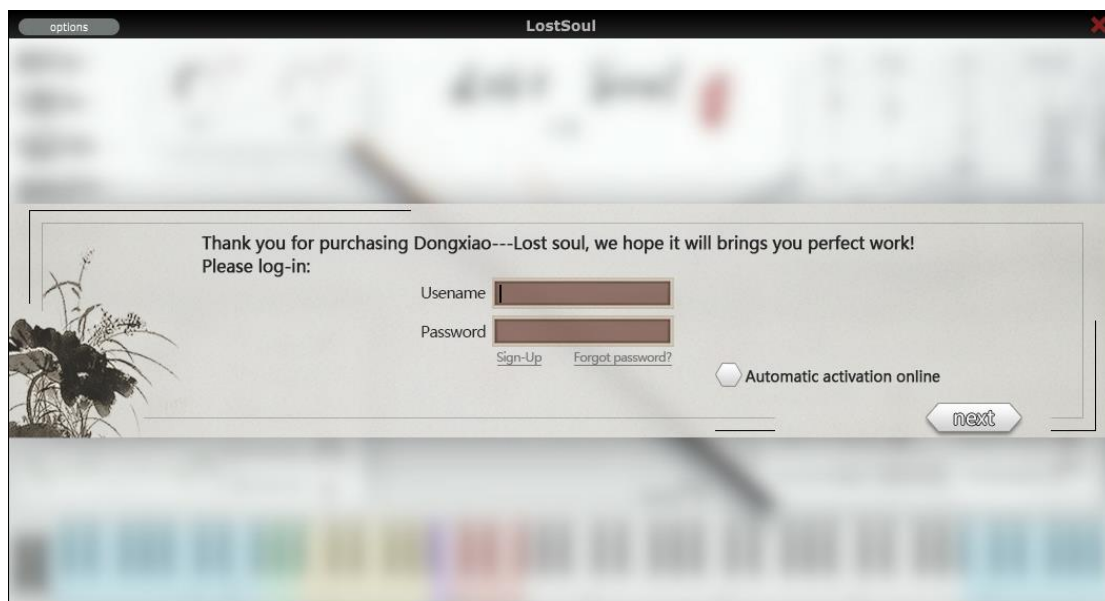 options
LostSoul
Thank you for purchasing Dongxiao---Lost soul, we hope it will brings you perfect work!
Please log-in:
Usename
Password
Sign-Up Forgot password?
Automatic activation online
next